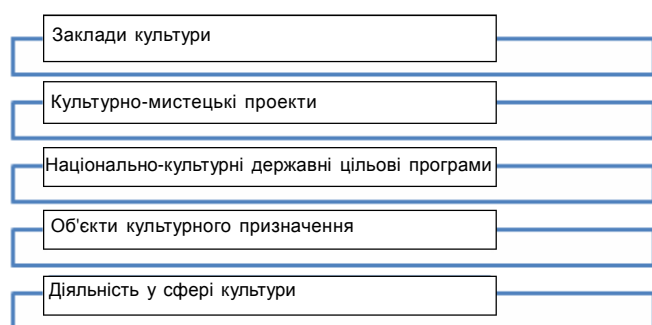 Заклади культури
Культурно-мистецькі проекти
Національно-культурні державні цільові програми
Об'єкти культурного призначення
Діяльність у сфері культури